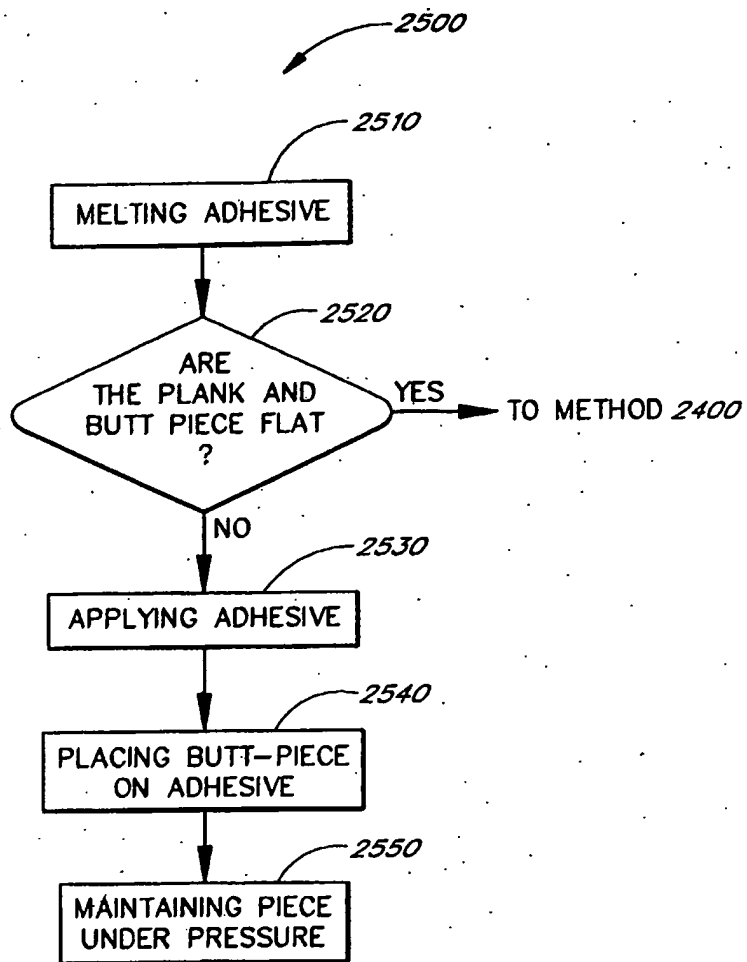 2500
2510
MELTING ADHESIVE
2520
ARE
THE PLANK AND
BUTT PIECE FLAT
?
YES
TO METHOD 2400
NO
2530
APPLYING ADHESIVE
2540
PLACING BUTT-PIECE
ON ADHESIVE
2550
MAINTAINING PIECE
UNDER PRESSURE